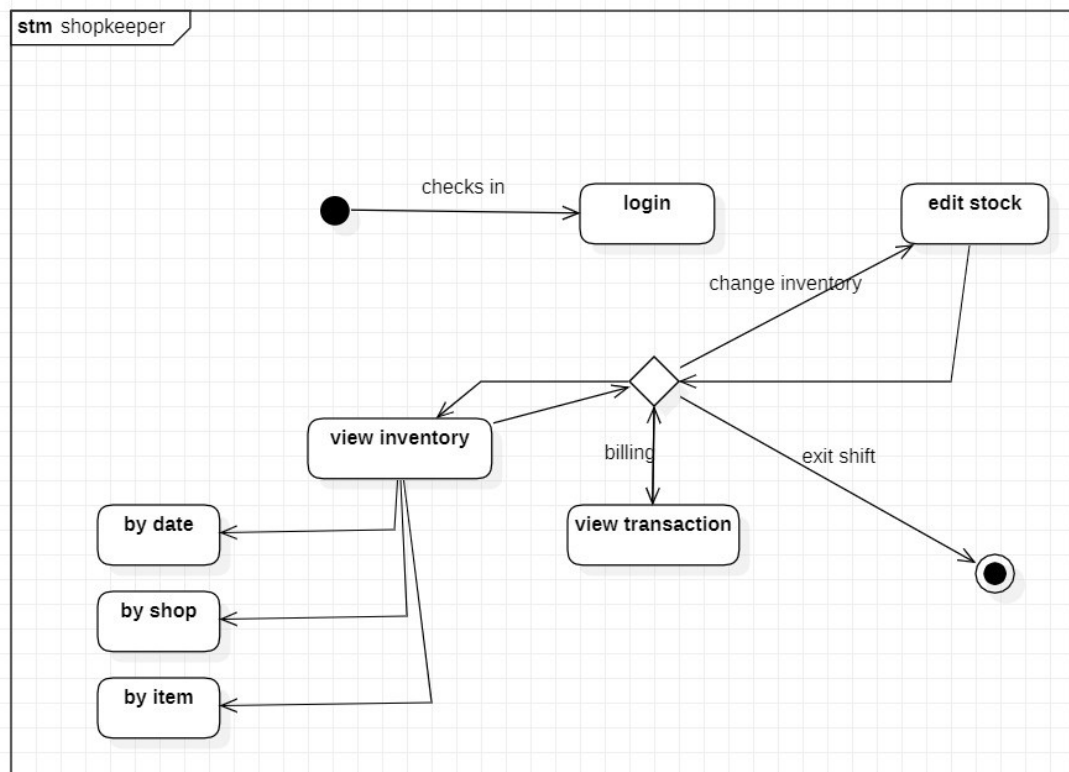 stm shopkeeper
checks in
login
edit stock
change inventory
view inventory
billing
exit shift
by date
view transaction
by shop
by item